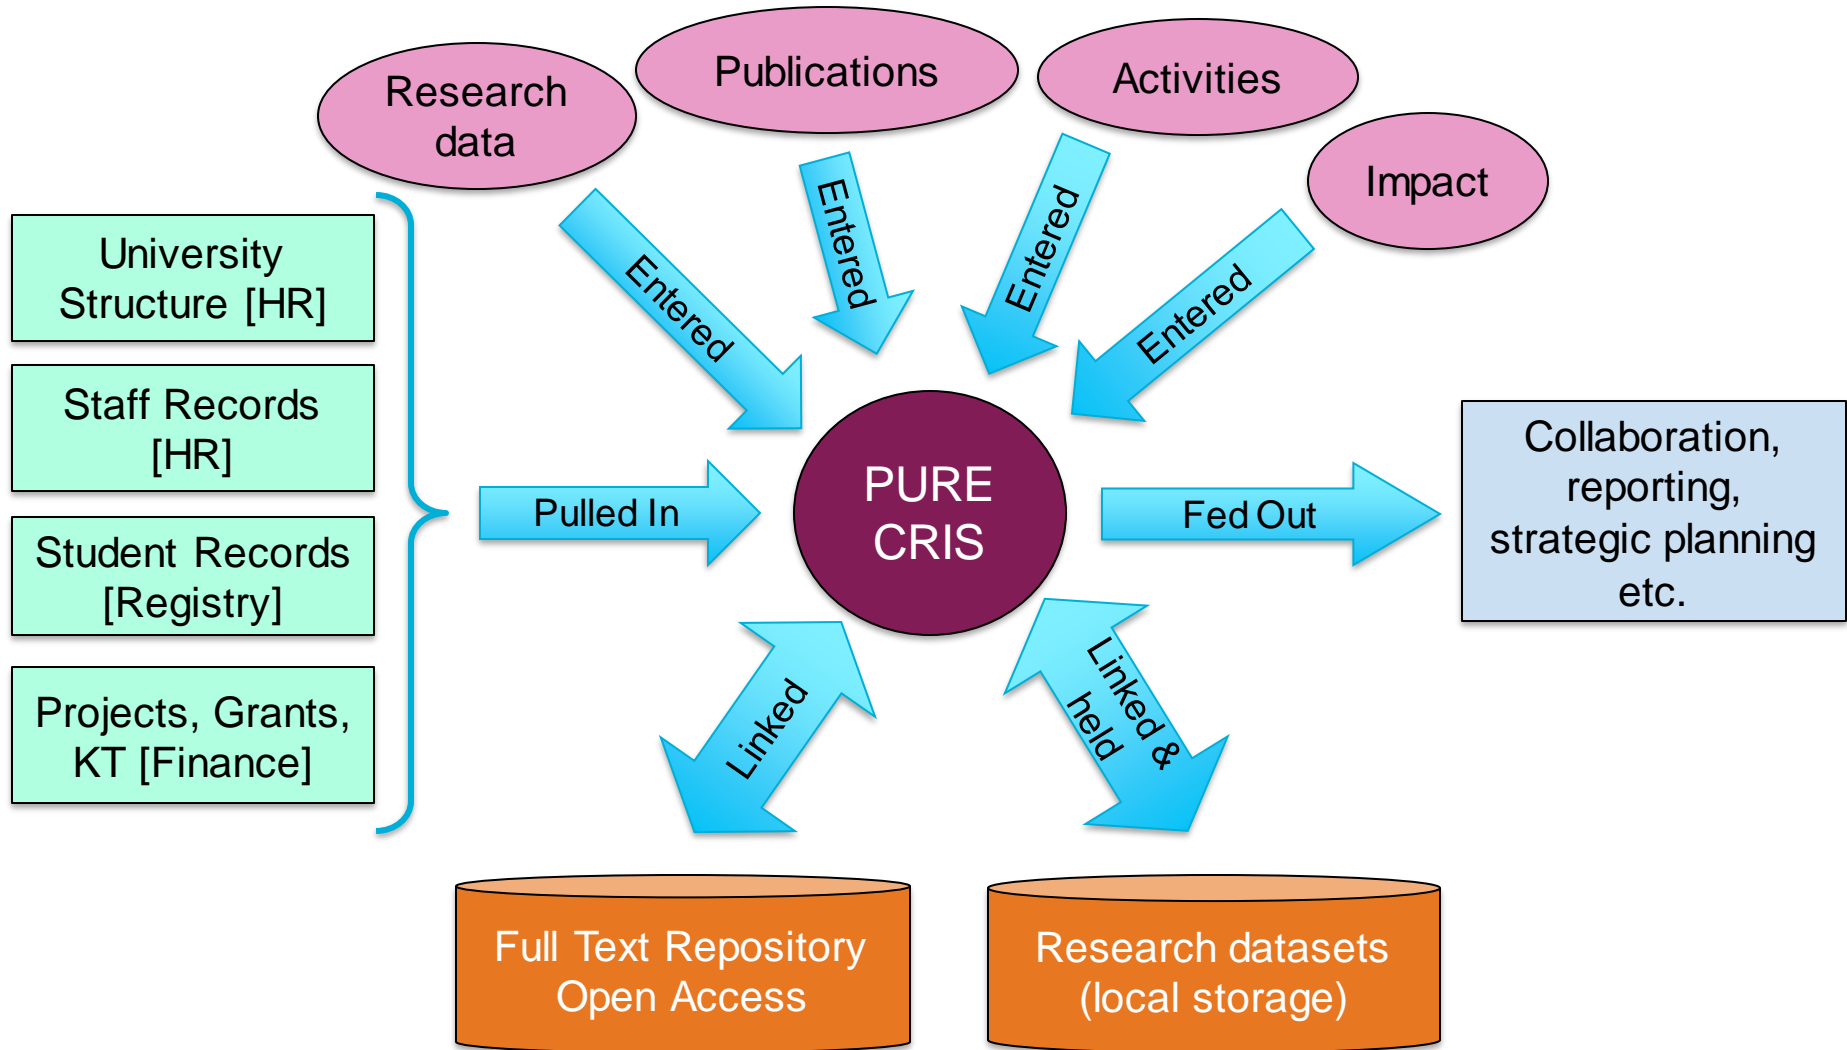 Research
data
Publications
Activities
Impact
Entered
Entered
Entered
Entered
University
Structure [HR]
Staff Records
[HR]
Student Records
[Registry]
Projects, Grants,
KT [Finance]
Pulled In
PURE
CRIS
Fed Out
Collaboration,
reporting,
strategic planning
etc.
Linked
Linked &
held
Full Text Repository
Open Access
Research datasets
(local storage)